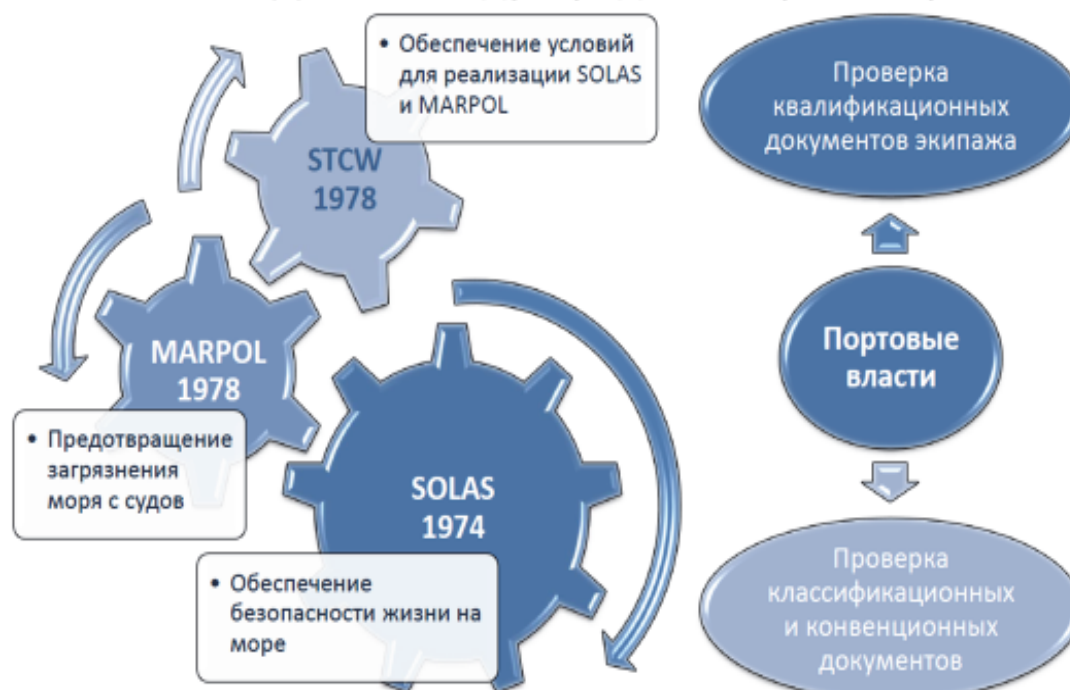 • Обеспечение условий
для реализации SOLAS
и MARPOL
STCW
1978
MARPOL
1978
• Предотвращение
загрязнения
моря с судов
SOLAS
1974
• Обеспечение
безопасности жизни на
море
Проверка
квалификационных
документов экипажа
Портовые
власти
Проверка
классификационных
и конвенционных
документов